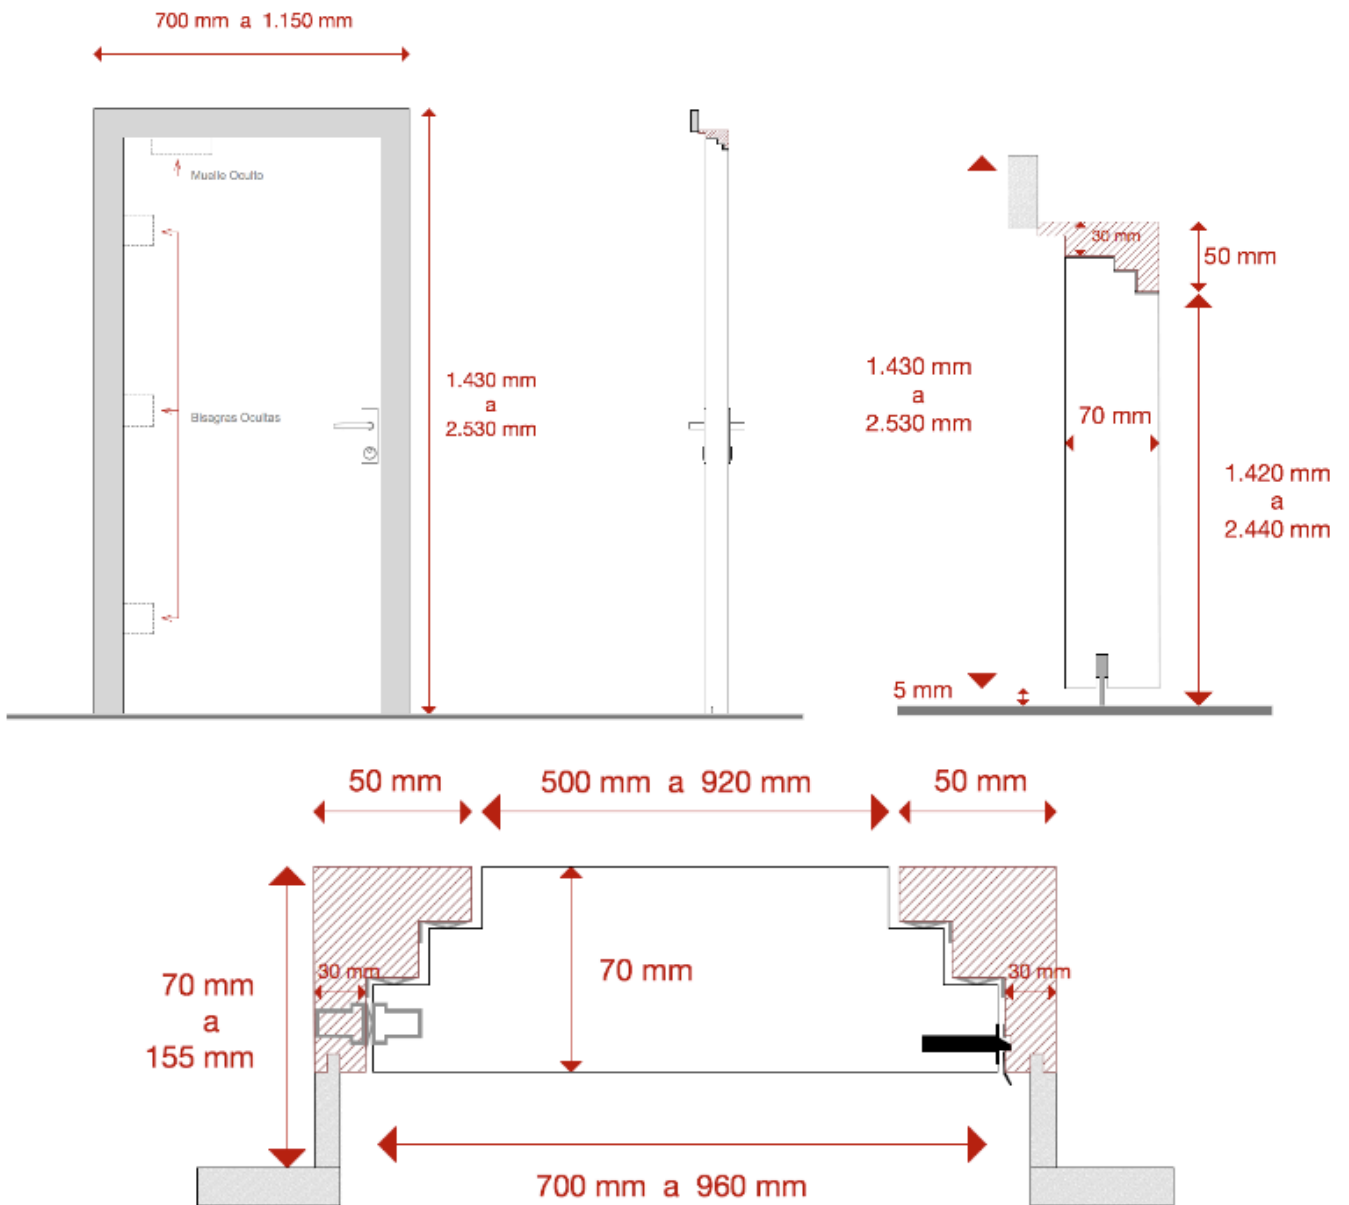 700 mm a 1.150 mm
Muelle Oculto
Bisagras Ocultas
1.430 mm
a
2.530 mm
30 mm
50 mm
1.430 mm
a
2.530 mm
70 mm
1.420 mm
a
2.440 mm
5 mm
50 mm
500 mm a 920 mm
50 mm
70 mm
a
155 mm
30 mm
70 mm
30 mm
700 mm a 960 mm